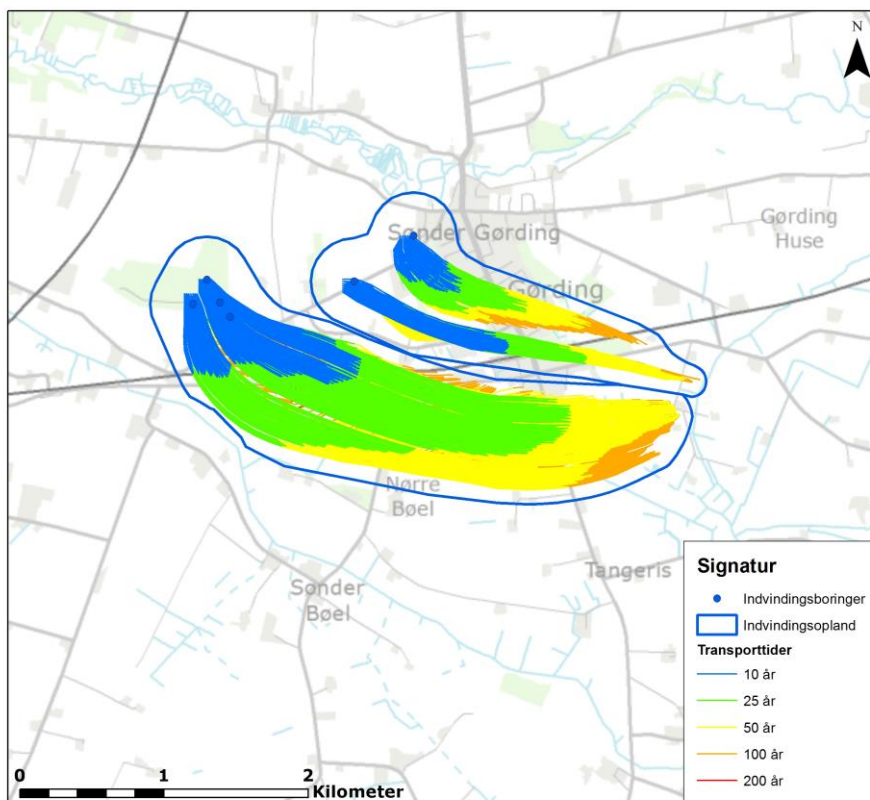 N
Sønder Gørding
Gørding
Huse
Gørding
Nørre
Bøel
Sønder
Bøel
Tangeris
Signatur
Indvindingsboringer
Indvindingsopland
Transporttider
10 år
25 år
50 år
100 år
200 år
0 1 2
Kilometer